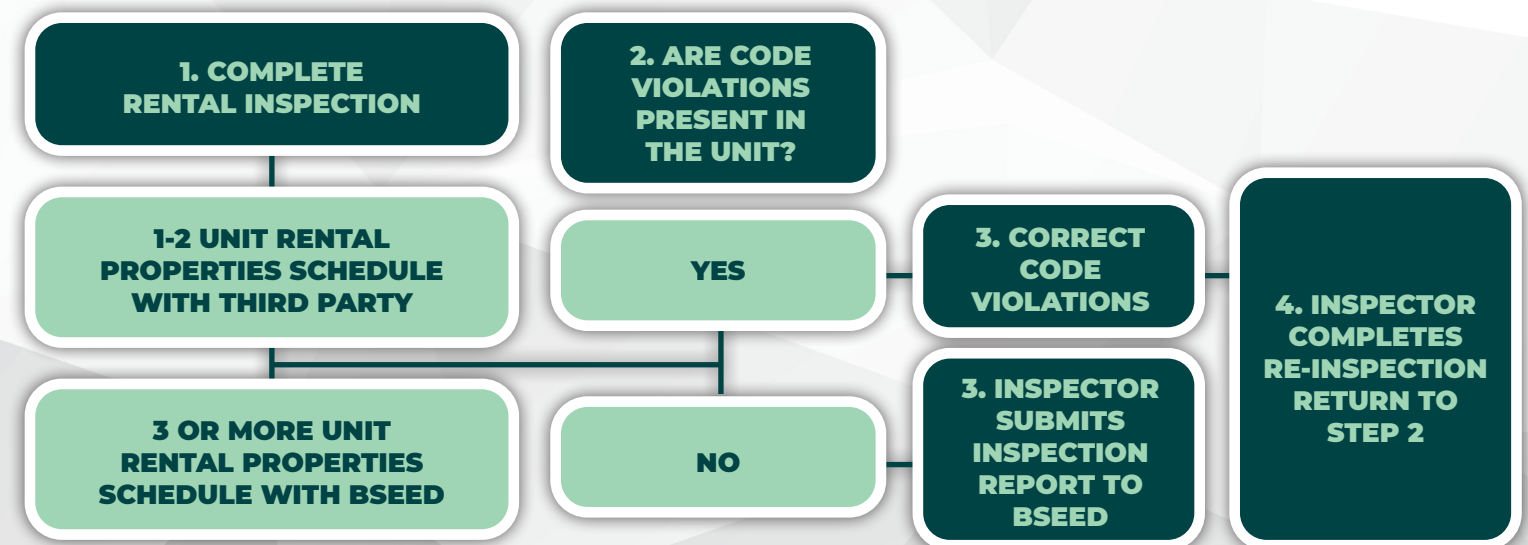 1. COMPLETE
RENTAL INSPECTION
1-2 UNIT RENTAL
PROPERTIES SCHEDULE
WITH THIRD PARTY
3 OR MORE UNIT
RENTAL PROPERTIES
SCHEDULE WITH BSEED
2. ARE CODE
VIOLATIONS
PRESENT IN
THE UNIT?
YES
NO
3. CORRECT
CODE
VIOLATIONS
3. INSPECTOR
SUBMITS
INSPECTION
REPORT TO
BSEED
4. INSPECTOR
COMPLETES
RE-INSPECTION
RETURN TO
STEP 2